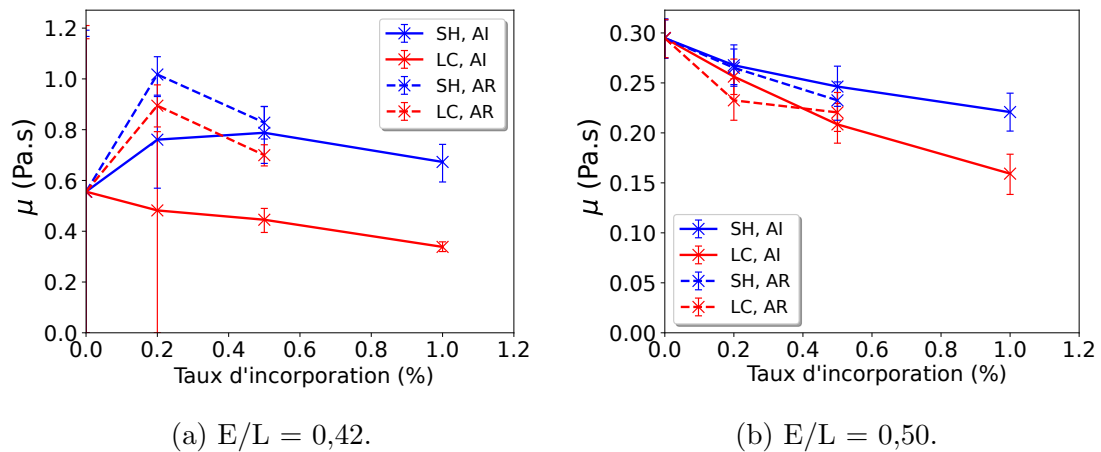 1.2
1.0
0.8
0.6
0.4
0.2
0.0
μ (Pa.s)
0.0 0.2 0.4 0.6 0.8 1.0 1.2
Taux d'incorporation (%)
SH, AI
LC, AI
SH, AR
LC, AR
(a) E/L = 0,42.
0.30
0.25
0.20
0.15
0.10
0.05
0.00
μ (Pa.s)
0.0 0.2 0.4 0.6 0.8 1.0 1.2
Taux d'incorporation (%)
SH, AI
LC, AI
SH, AR
LC, AR
(b) E/L = 0,50.